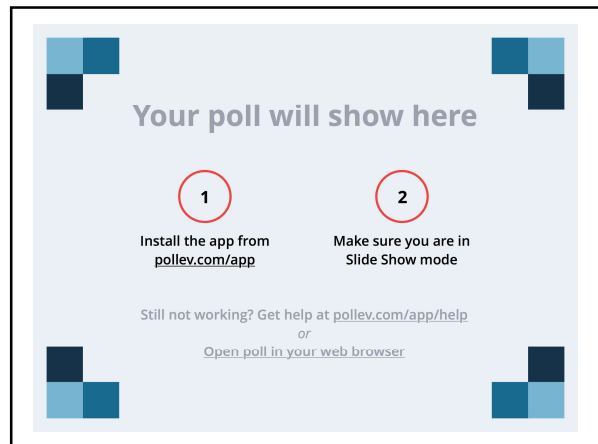 Your poll will show here
1
2
Install the app from
pollev.com/app
Make sure you are in
Slide Show mode
Still not working? Get help at pollev.com/app/help
or
Open poll in your web browser